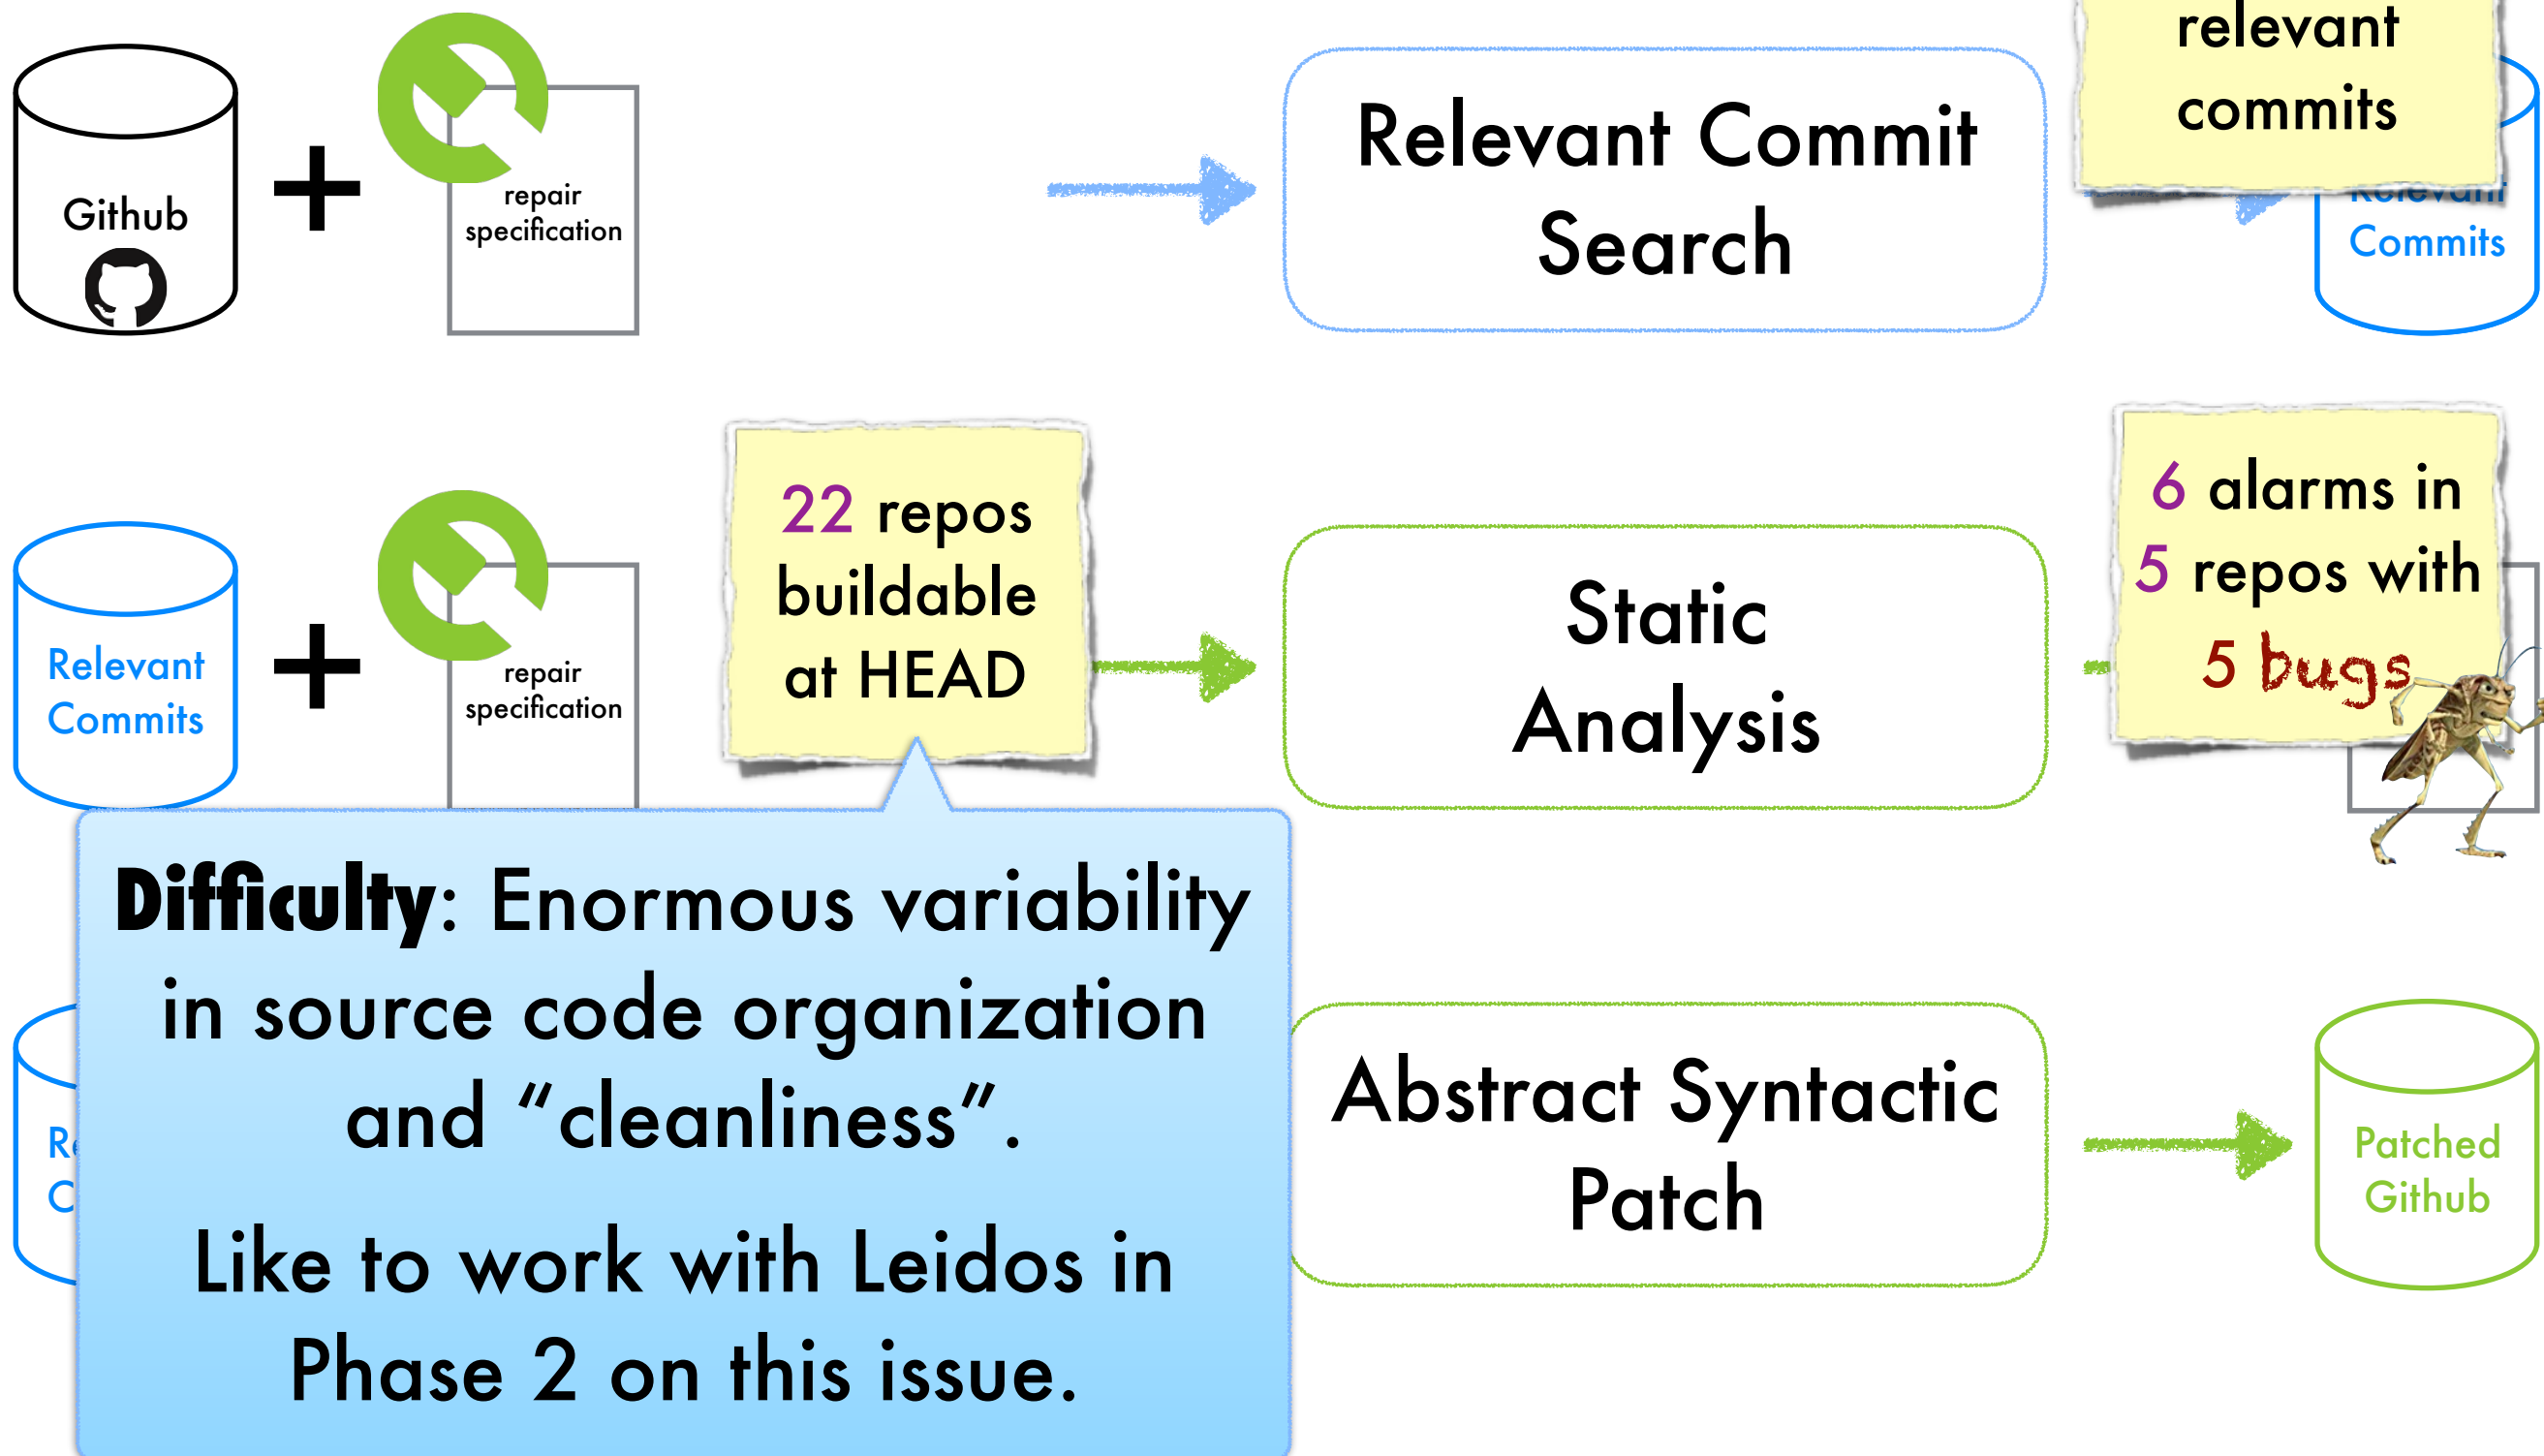 relevant
commits
Github
repair
specification
Relevant Commit
Search
Relevant
Commits
22 repos
buildable
at HEAD
6 alarms in
5 repos with
5 bugs
Relevant
Commits
repair
specification
Static
Analysis
Difficulty: Enormous variability
in source code organization
and “cleanliness”.
Like to work with Leidos in
Phase 2 on this issue.
Abstract Syntactic
Patch
Patched
Github